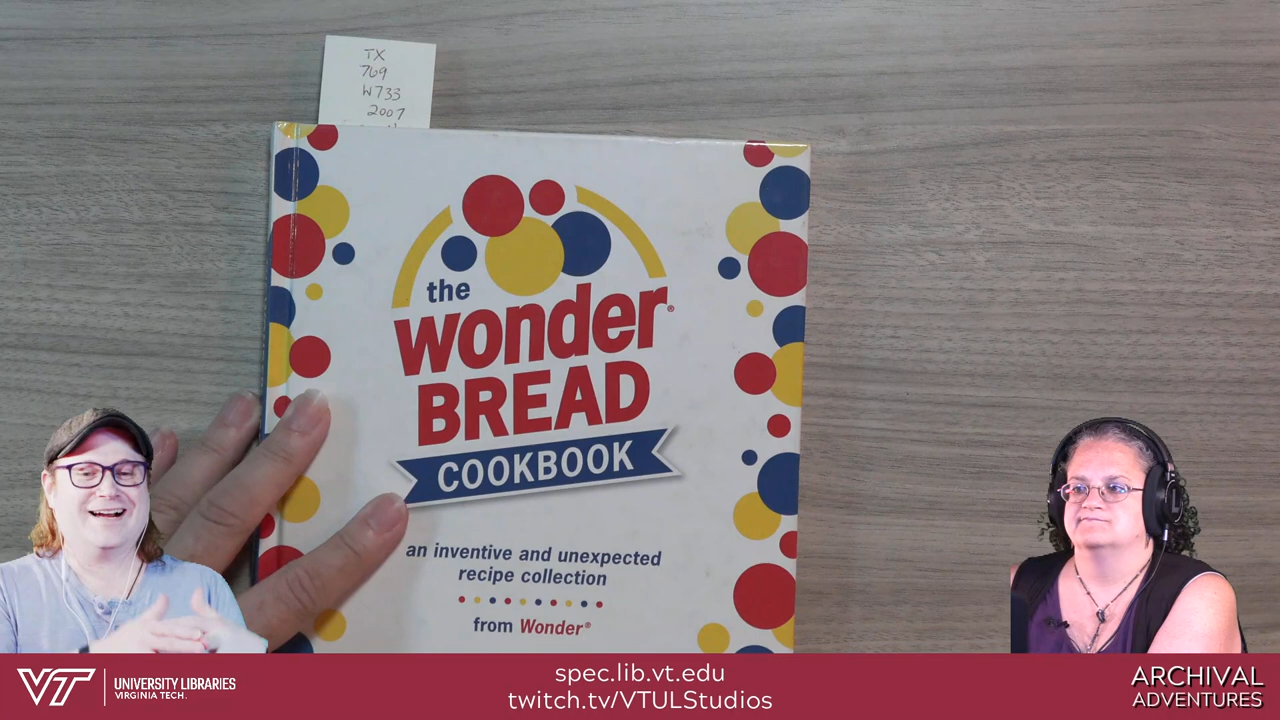 TX
769
W733
2007
the
wonder®
BREAD
COOKBOOK
an inventive and unexpected
recipe collection
from Wonder®
VT
UNIVERSITY LIBRARIES
VIRGINIA TECH.
spec.lib.vt.edu
twitch.tv/VTULStudios
ARCHIVAL
ADVENTURES